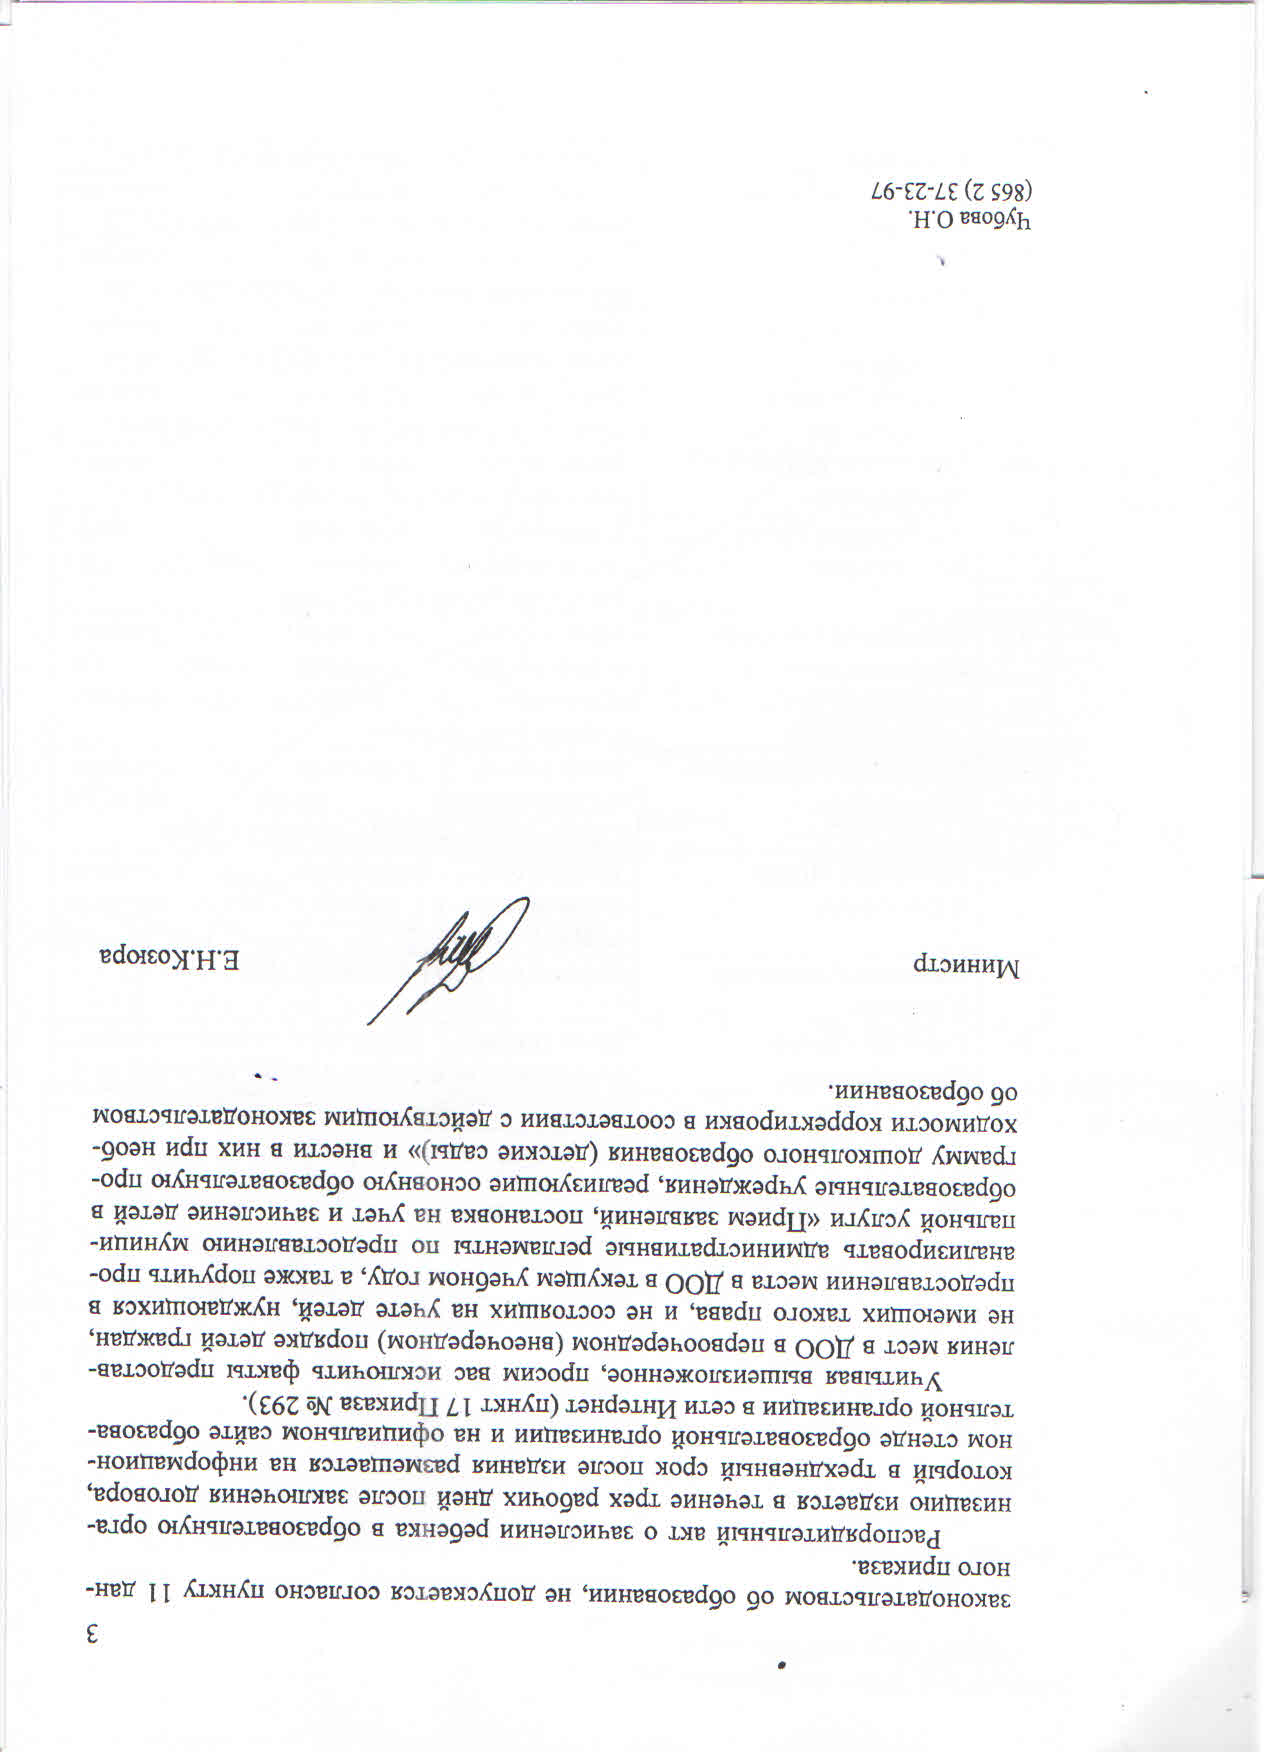 3
законодательством об образовании, не допускается согласно пункту 11 дан-
ного приказа.
Распорядительный акт о зачислении ребенка в образовательную орга-
низацию издается в течение трех рабочих дней после заключения договора,
который в трехдневный срок после издания размещается на информацион-
ном стенде образовательной организации и на официальном сайте образова-
тельной организации в сети Интернет (пункт 17 Приказа № 293).
Учитывая вышеизложенное, просим вас исключить факты предостав-
ления мест в ДОО в первоочередном (внеочередном) порядке детей граждан,
не имеющих такого права, и не состоящих на учете детей, нуждающихся в
предоставлении места в ДОО в текущем учебном году, а также поручить про-
анализировать административные регламенты по предоставлению муници-
пальной услуги «Прием заявлений, постановка на учет и зачисление детей в
образовательные учреждения, реализующие основную образовательную про-
грамму дошкольного образования (детские сады)» и внести в них при необ-
ходимости корректировки в соответствии с действующим законодательством
об образовании.
Министр Е.Н.Козюра
Чубова О.Н.
(865 2) 37-23-97